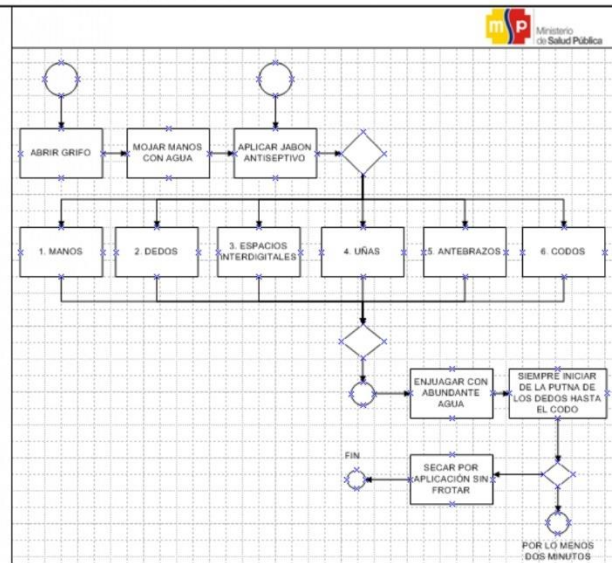 msp
Ministerio
de Salud Pública
ABRIR GRIFO
MOJAR MANOS
CON AGUA
APLICAR JABON
ANTISEPTIVO
1. MANOS
2. DEDOS
3. ESPACIOS
INTERDIGITALES
4. UÑAS
5. ANTEBRAZOS
6. CODOS
ENJUAGAR CON
ABUNDANTE
AGUA
SIEMPRE INICIAR
DE LA PUTNA DE
LOS DEDOS HASTA
EL CODO
FIN
SECAR POR
APLICACIÓN SIN
FROTAR
POR LO MENOS
DOS MINUTOS